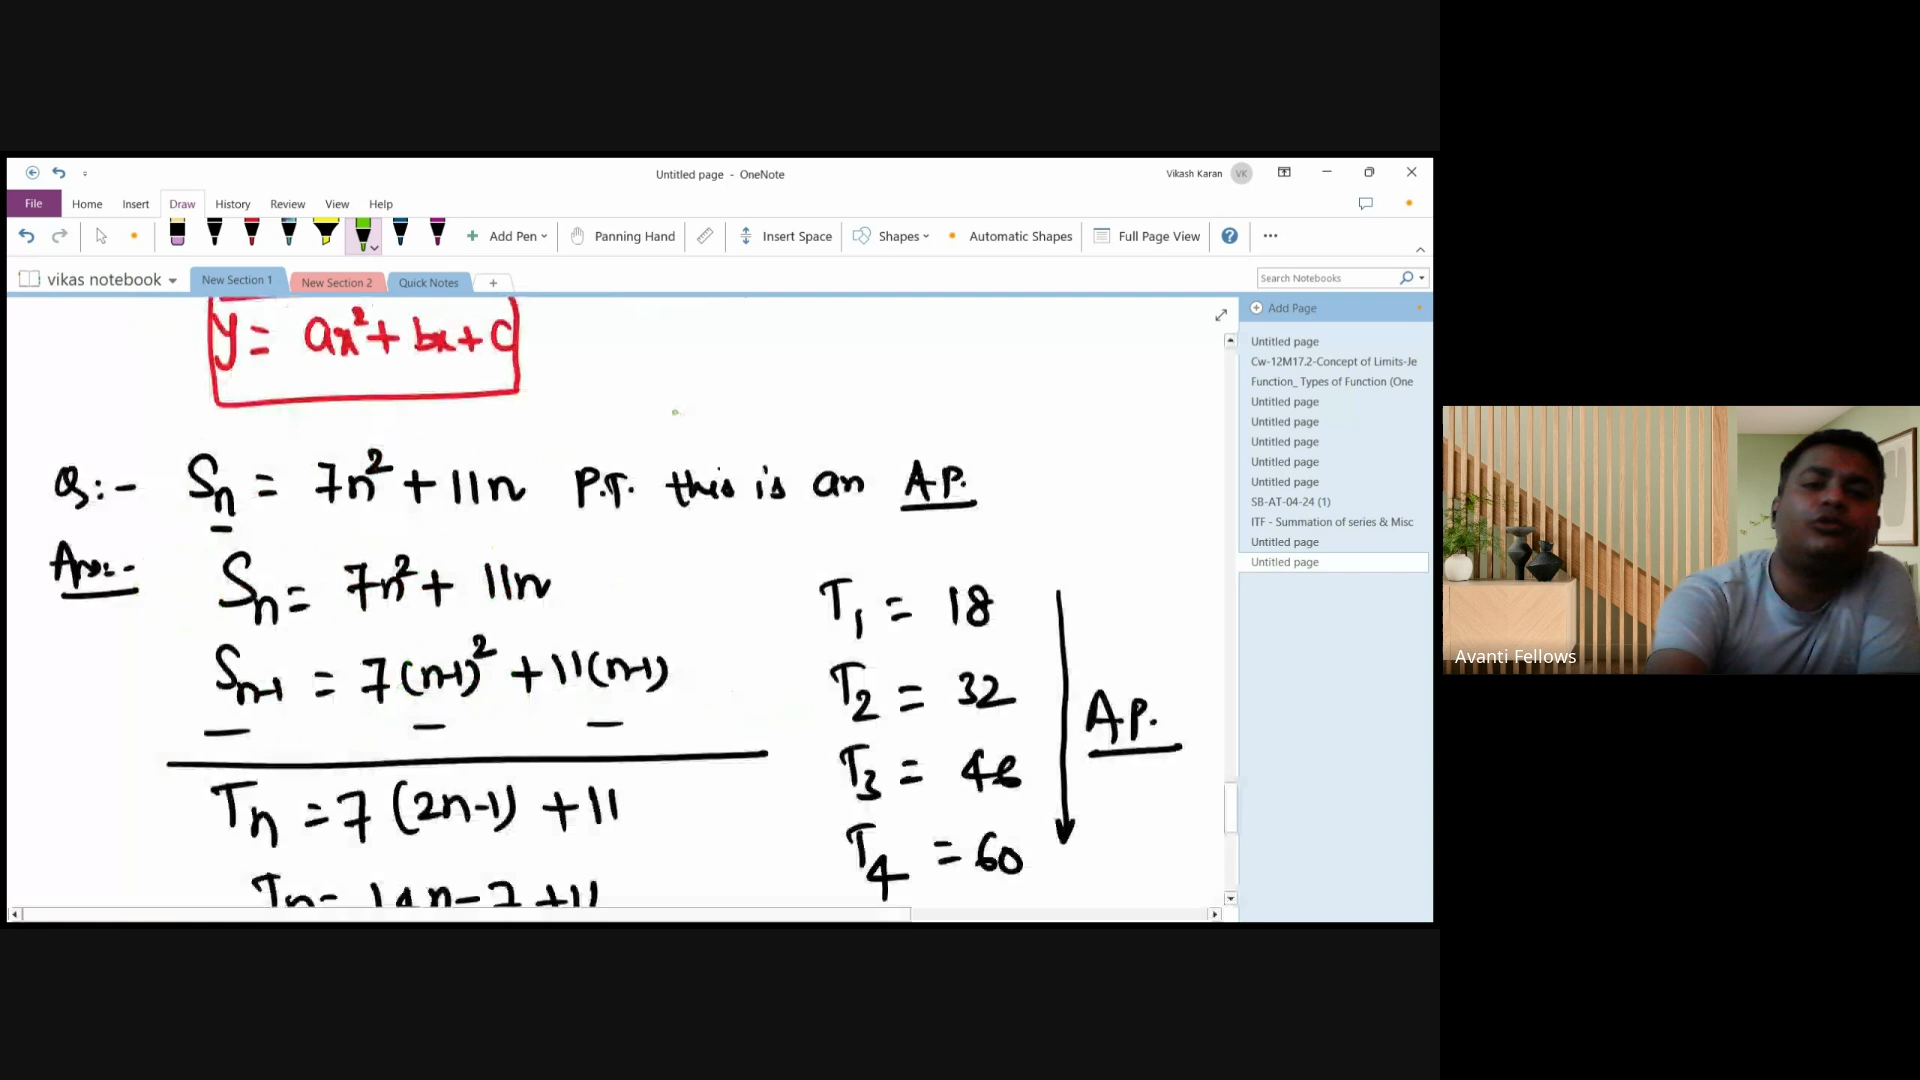 Untitled page - OneNote
Vikash Karan VK
File Home Insert Draw History Review View Help
Add Pen Panning Hand Insert Space Shapes Automatic Shapes Full Page View
vikas notebook New Section 1 New Section 2 Quick Notes +
Search Notebooks
y = ax²+ bx+c
Q:- Sn = 7n²+11n P.T. this is an A.P.
Ans:- Sn = 7n²+ 11n
Sn-1 = 7(n-1)² +11(n-1)
Tn =7 (2n-1) +11
Tn= 14n-7+11
T1 = 18
T2 = 32
T3 = 46
T4 = 60
A.P.
Add Page
Untitled page
Cw-12M17.2-Concept of Limits-Je
Function_ Types of Function (One
Untitled page
Untitled page
Untitled page
Untitled page
Untitled page
SB-AT-04-24 (1)
ITF - Summation of series & Misc
Untitled page
Untitled page
Avanti Fellows